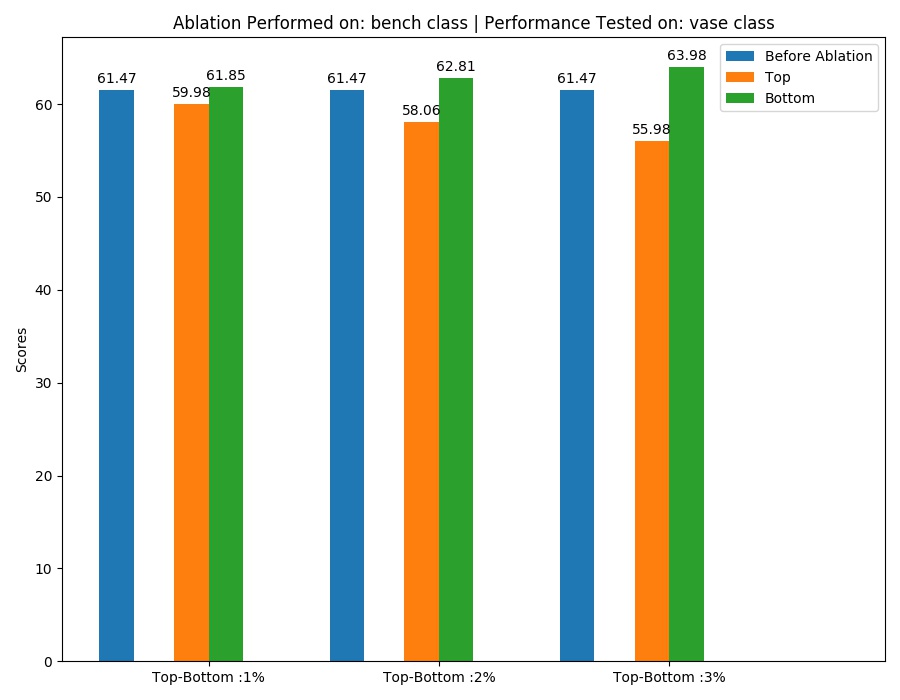 Ablation Performed on: bench class | Performance Tested on: vase class
Before Ablation
Top
Bottom
61.47
59.98
61.85
61.47
58.06
62.81
61.47
55.98
63.98
Scores
60
50
40
30
20
10
0
Top-Bottom :1%
Top-Bottom :2%
Top-Bottom :3%